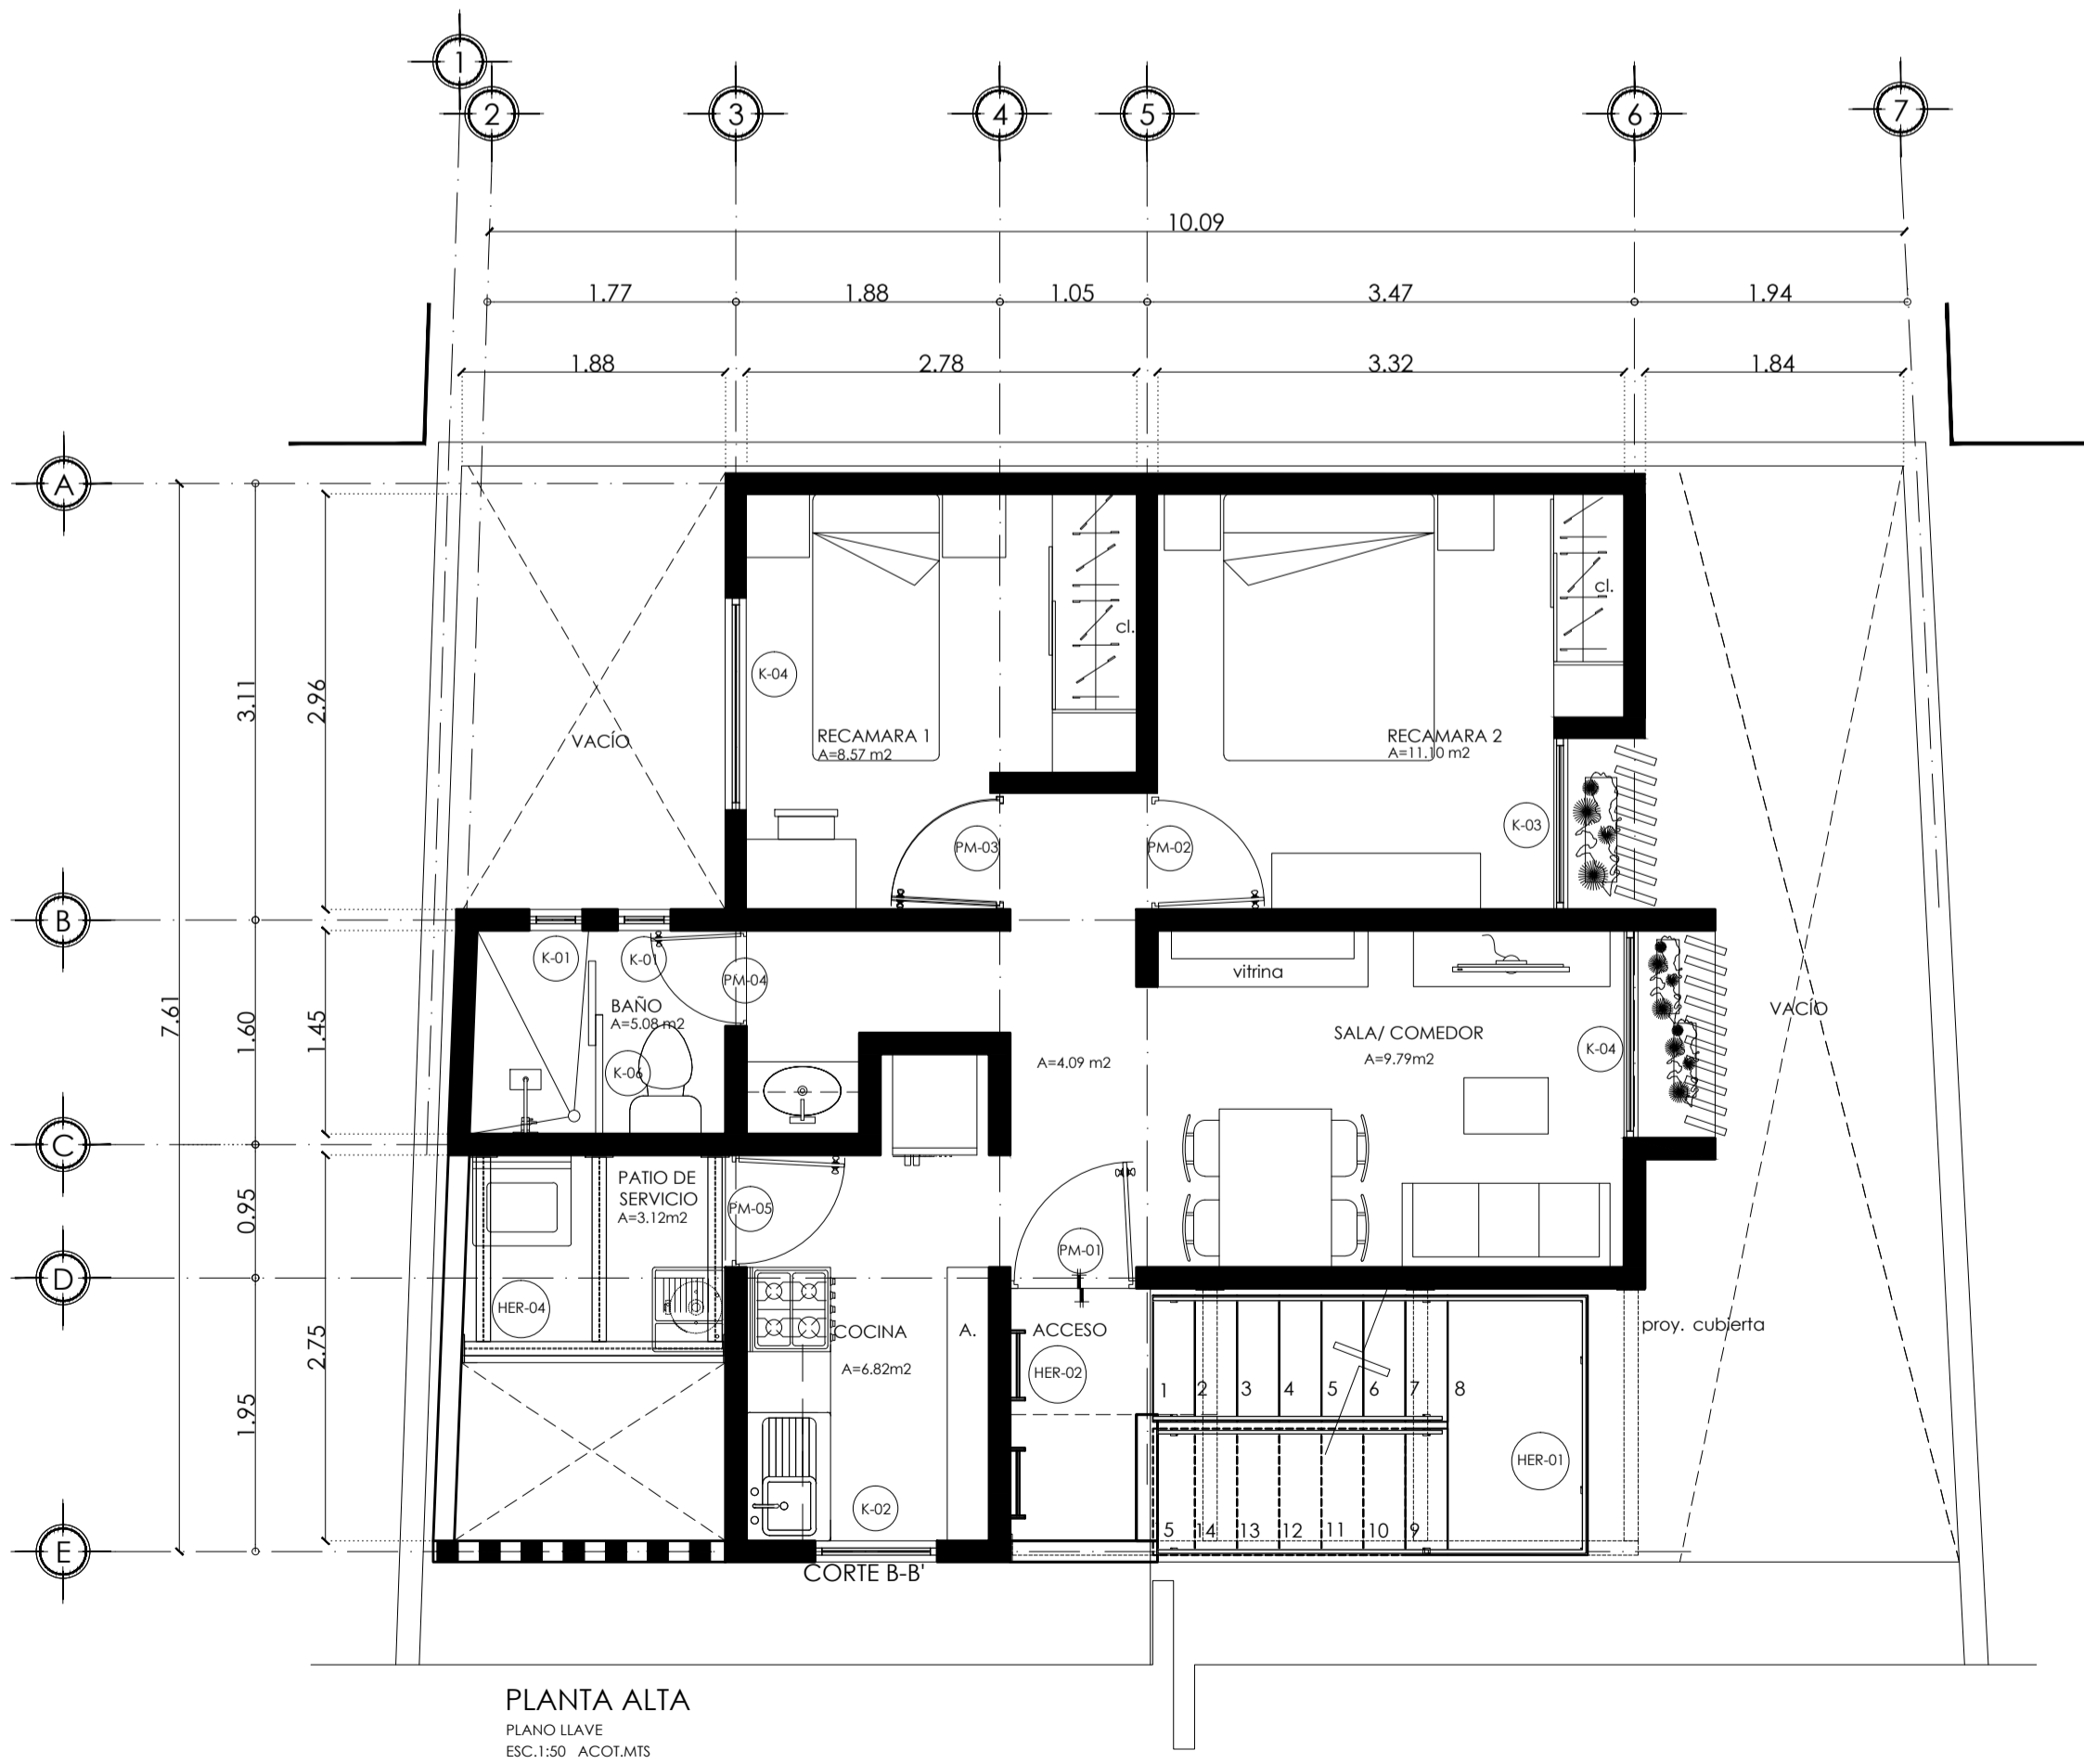 1
2
3
4
5
6
7
10.09
1.77
1.88
1.05
3.47
1.94
1.88
2.78
3.32
1.84
A
B
C
D
E
7.61
3.11
1.60
0.95
1.95
2.96
1.45
2.75
VACÍO
K-04
RECAMARA 1
A=8.57 m2
cl.
PM-03
RECAMARA 2
A=11.10 m2
cl.
PM-02
K-03
K-01
K-01
PM-04
BAÑO
A=5.08 m2
K-06
A=4.09 m2
vitrina
SALA/ COMEDOR
A=9.79m2
K-04
VACÍO
PATIO DE
SERVICIO
A=3.12m2
PM-05
PM-01
HER-04
COCINA
A=6.82m2
A.
ACCESO
HER-02
K-02
1 2 3 4 5 6 7 8
5 14 13 12 11 10 9
HER-01
proy. cubierta
CORTE B-B'
PLANTA ALTA
PLANO LLAVE
ESC.1:50 ACOT.MTS